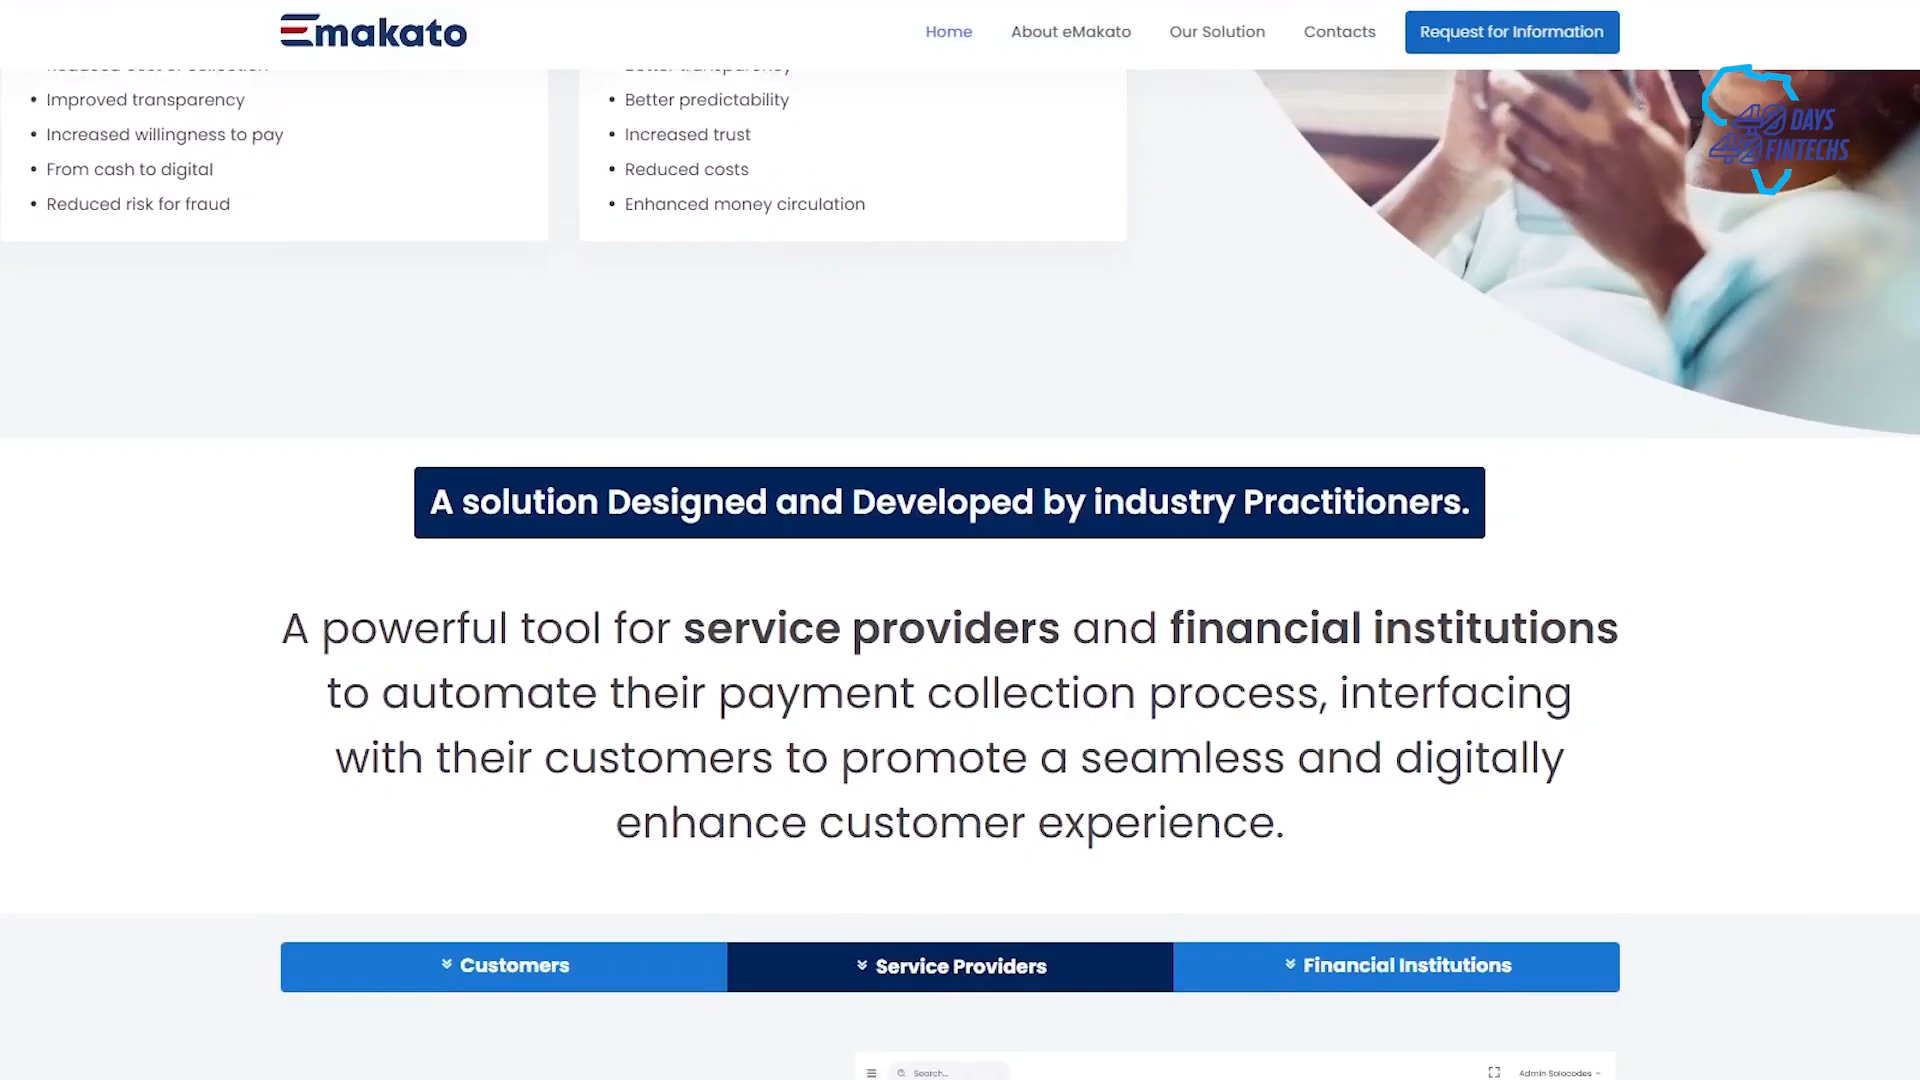 Emakato
Home
About eMakato
Our Solution
Contacts
Request for Information
Improved transparency
Increased willingness to pay
From cash to digital
Reduced risk for fraud
Better predictability
Increased trust
Reduced costs
Enhanced money circulation
40 DAYS
40 FINTECHS
A solution Designed and Developed by industry Practitioners.
A powerful tool for service providers and financial institutions
to automate their payment collection process, interfacing
with their customers to promote a seamless and digitally
enhance customer experience.
Customers
Service Providers
Financial Institutions
Search...
Admin Solocodes